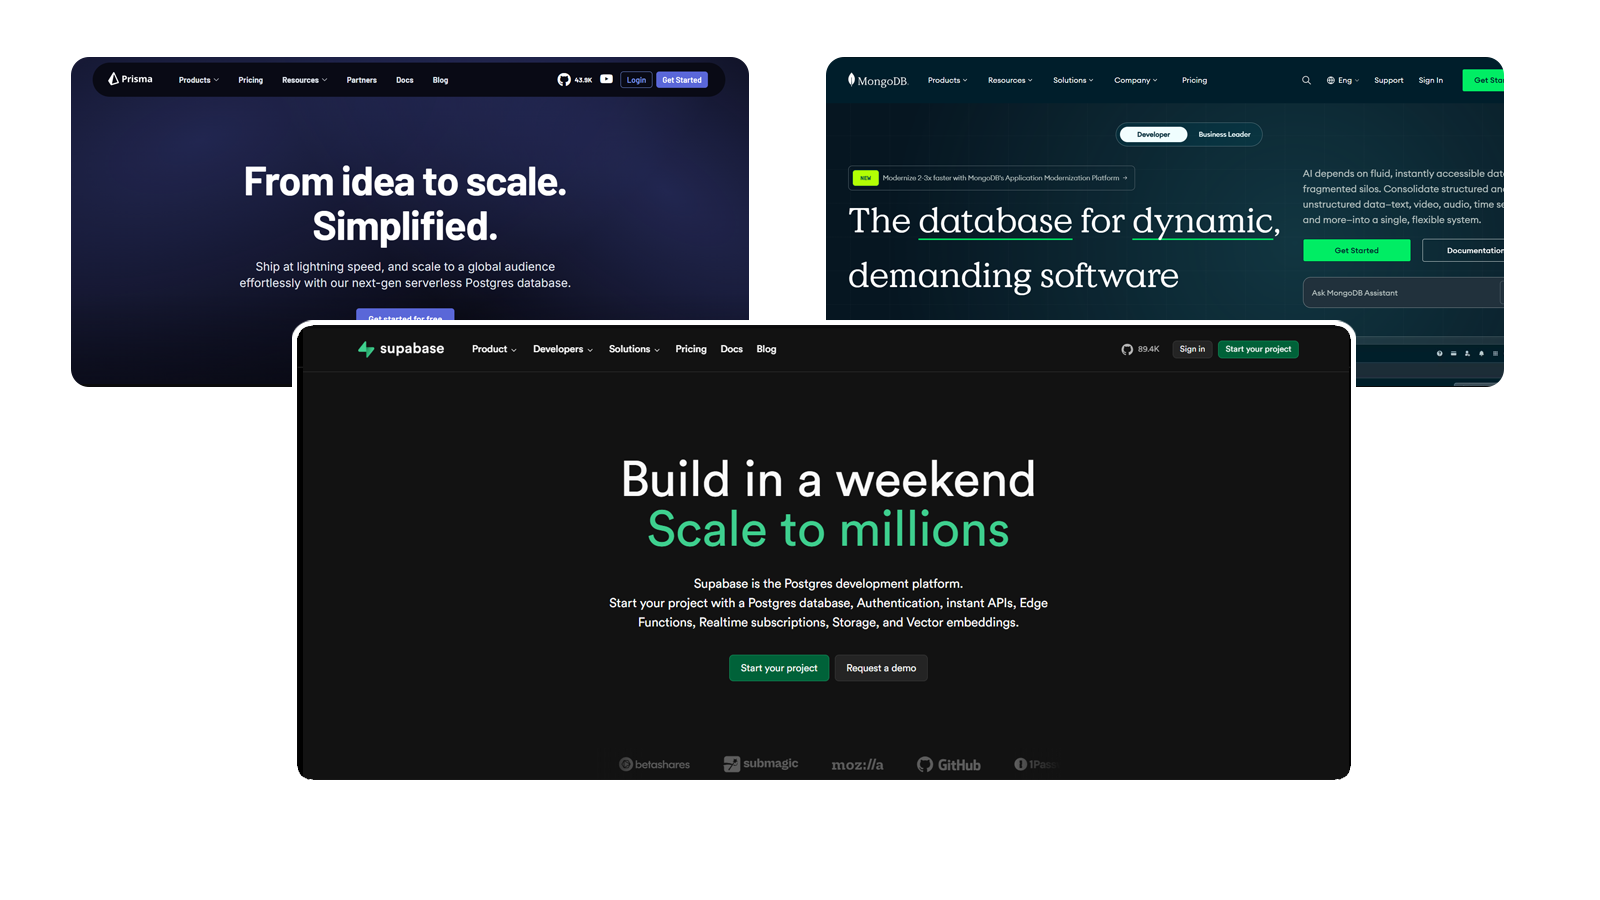 Prisma
Products
Pricing
Resources
Partners
Docs
Blog
43.9K
Login
Get Started
From idea to scale.
Simplified.
Ship at lightning speed, and scale to a global audience
effortlessly with our next-gen serverless Postgres database.
Get started for free
MongoDB.
Products
Resources
Solutions
Company
Pricing
Eng
Support
Sign In
Get Sta
Developer
Business Leader
NEW
Modernize 2-3x faster with MongoDB's Application Modernization Platform →
The database for dynamic,
demanding software
AI depends on fluid, instantly accessible dat
fragmented silos. Consolidate structured an
unstructured data–text, video, audio, time se
and more–into a single, flexible system.
Get Started
Documentation
Ask MongoDB Assistant
supabase
Product
Developers
Solutions
Pricing
Docs
Blog
89.4K
Sign in
Start your project
Build in a weekend
Scale to millions
Supabase is the Postgres development platform.
Start your project with a Postgres database, Authentication, instant APIs, Edge
Functions, Realtime subscriptions, Storage, and Vector embeddings.
Start your project
Request a demo
betashares
submagic
moz://a
GitHub
1Pass